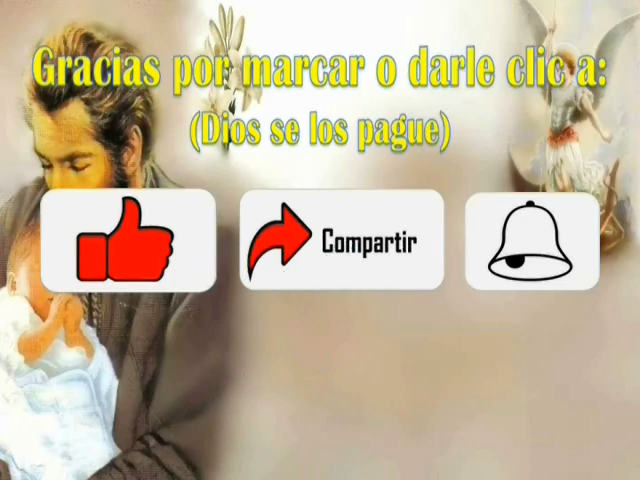 Gracias por marcar o darle clic a:
(Dios se los pague)
Compartir